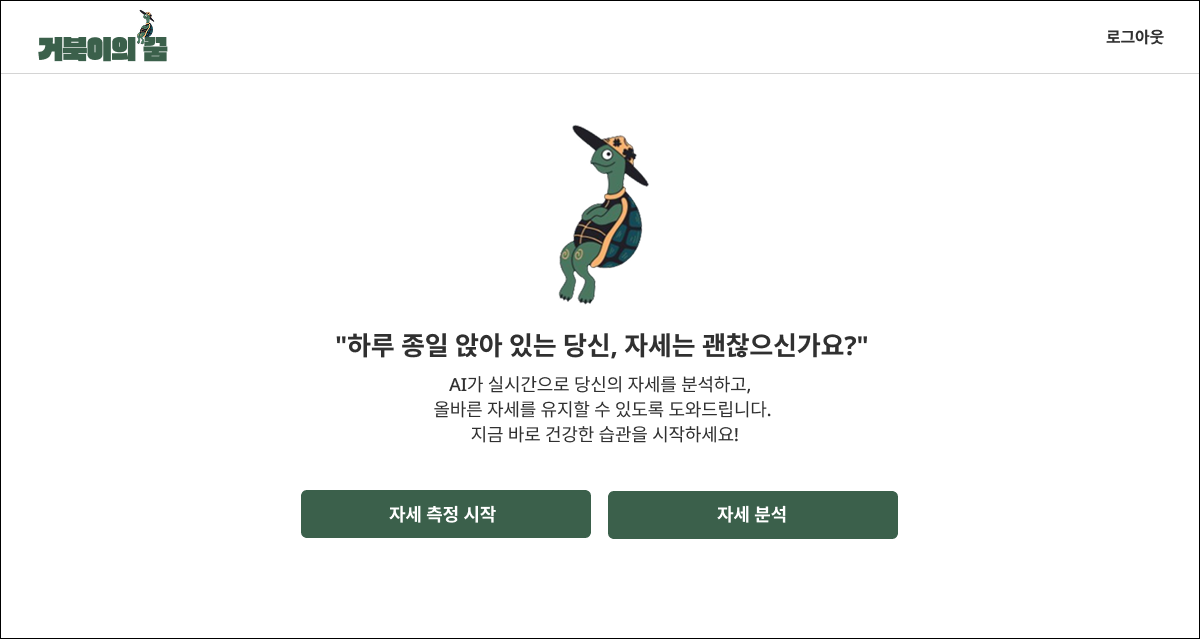 거북이의 꿈
로그아웃
"하루 종일 앉아 있는 당신, 자세는 괜찮으신가요?"
AI가 실시간으로 당신의 자세를 분석하고,
올바른 자세를 유지할 수 있도록 도와드립니다.
지금 바로 건강한 습관을 시작하세요!
자세 측정 시작
자세 분석